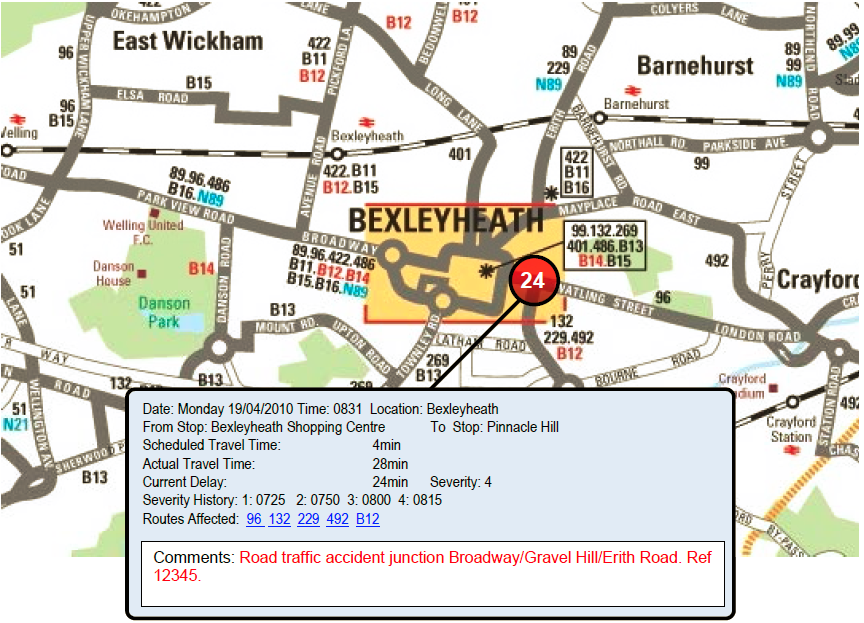 OKEHAMPTON
LANE
B12
B12
BEDONWELL
COLYERS LANE
NORTHEND ROAD
96
UPPER WICKHAM LANE
East Wickham
422
B11
B12
PICKFORD LA.
89
229
N89
ERITH ROAD
Barnehurst
89
99
N89
89.99
B15
ELSA ROAD
96
B15
LONG LANE
Barnehurst
Welling
Bexleyheath
401
BARNEHURST RD.
NORTHALL RD.
PARKSIDE AVE.
99
422.B11
B12.B15
AVENUE ROAD
422
B11
B16
89.96.486
B16.N89
PARK VIEW ROAD
MAYPLACE ROAD EAST
STREET
PERRY
BEXLEYHEATH
Welling United
F.C.
BROADWAY
99.132.269
401.486.B13
B14.B15
51
89.96.422.486
B11.B12.B14
B15.B16.N89
492
Danson
House
B14
DANSON ROAD
24
Crayford
51
LANE
Danson
Park
WATLING STREET
96
B13
MOUNT RD.
UPTON ROAD
TOWNLEY RD.
132
229.492
B12
LONDON ROAD
LATHAM ROAD
WAY
269
B13
BOURNE ROAD
ROAD
132
B13
269
Crayford
51
N21
WELLINGTON AV.
492
Crayford
Station
STATION ROAD
SHERWOOD
B13
BY-PASS
Date: Monday 19/04/2010 Time: 0831 Location: Bexleyheath
From Stop: Bexleyheath Shopping Centre To Stop: Pinnacle Hill
Scheduled Travel Time: 4min
Actual Travel Time: 28min
Current Delay: 24min Severity: 4
Severity History: 1: 0725 2: 0750 3: 0800 4: 0815
Routes Affected: 96 132 229 492 B12
Comments: Road traffic accident junction Broadway/Gravel Hill/Erith Road. Ref
12345.